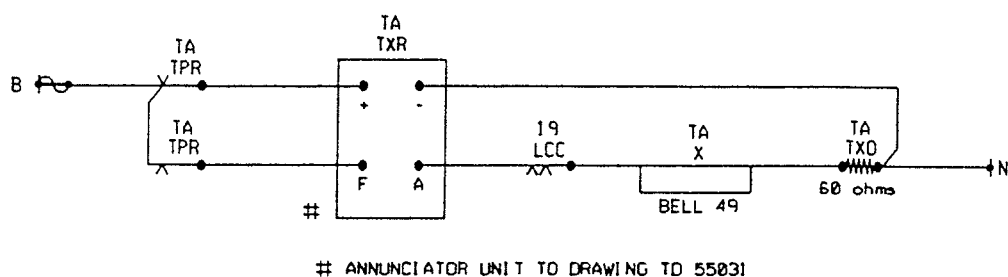 TA
TXR
B
TA
TPR
+
-
TA
TPR
F
A
19
LCC
TA
X
TA
TXD
N
60 ohms
BELL 49
#
# ANNUNCIATOR UNIT TO DRAWING TD 55031